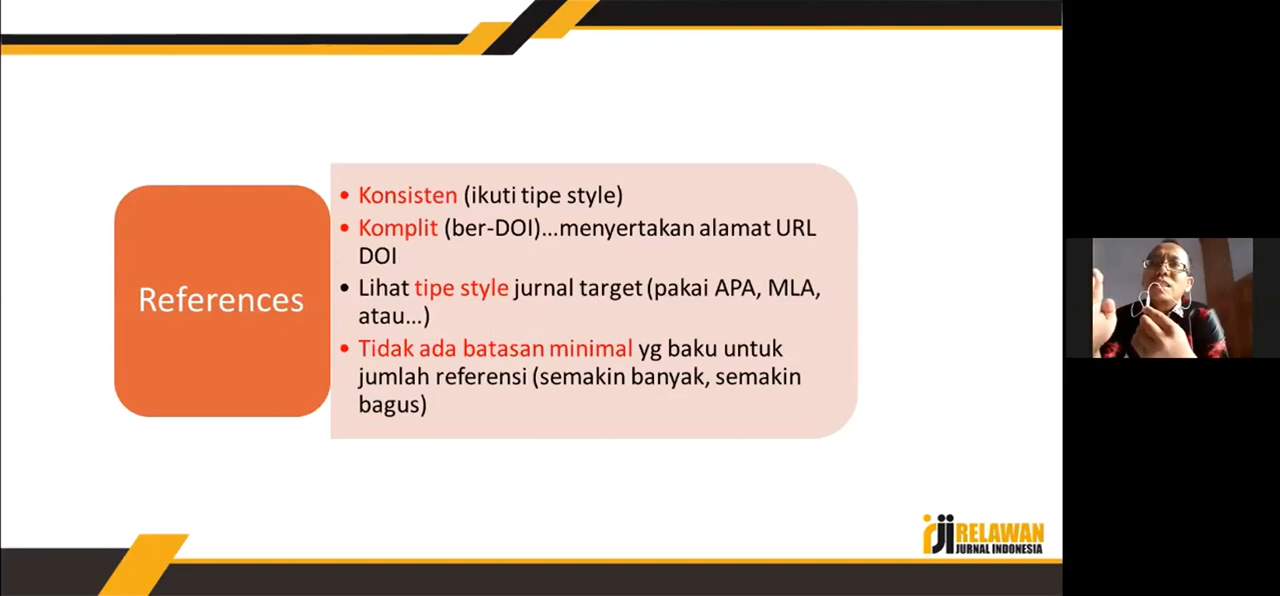 References
• Konsisten (ikuti tipe style)
• Komplit (ber-DOI)...menyertakan alamat URL
DOI
• Lihat tipe style jurnal target (pakai APA, MLA,
atau...)
• Tidak ada batasan minimal yg baku untuk
jumlah referensi (semakin banyak, semakin
bagus)
rji RELAWAN
JURNAL INDONESIA